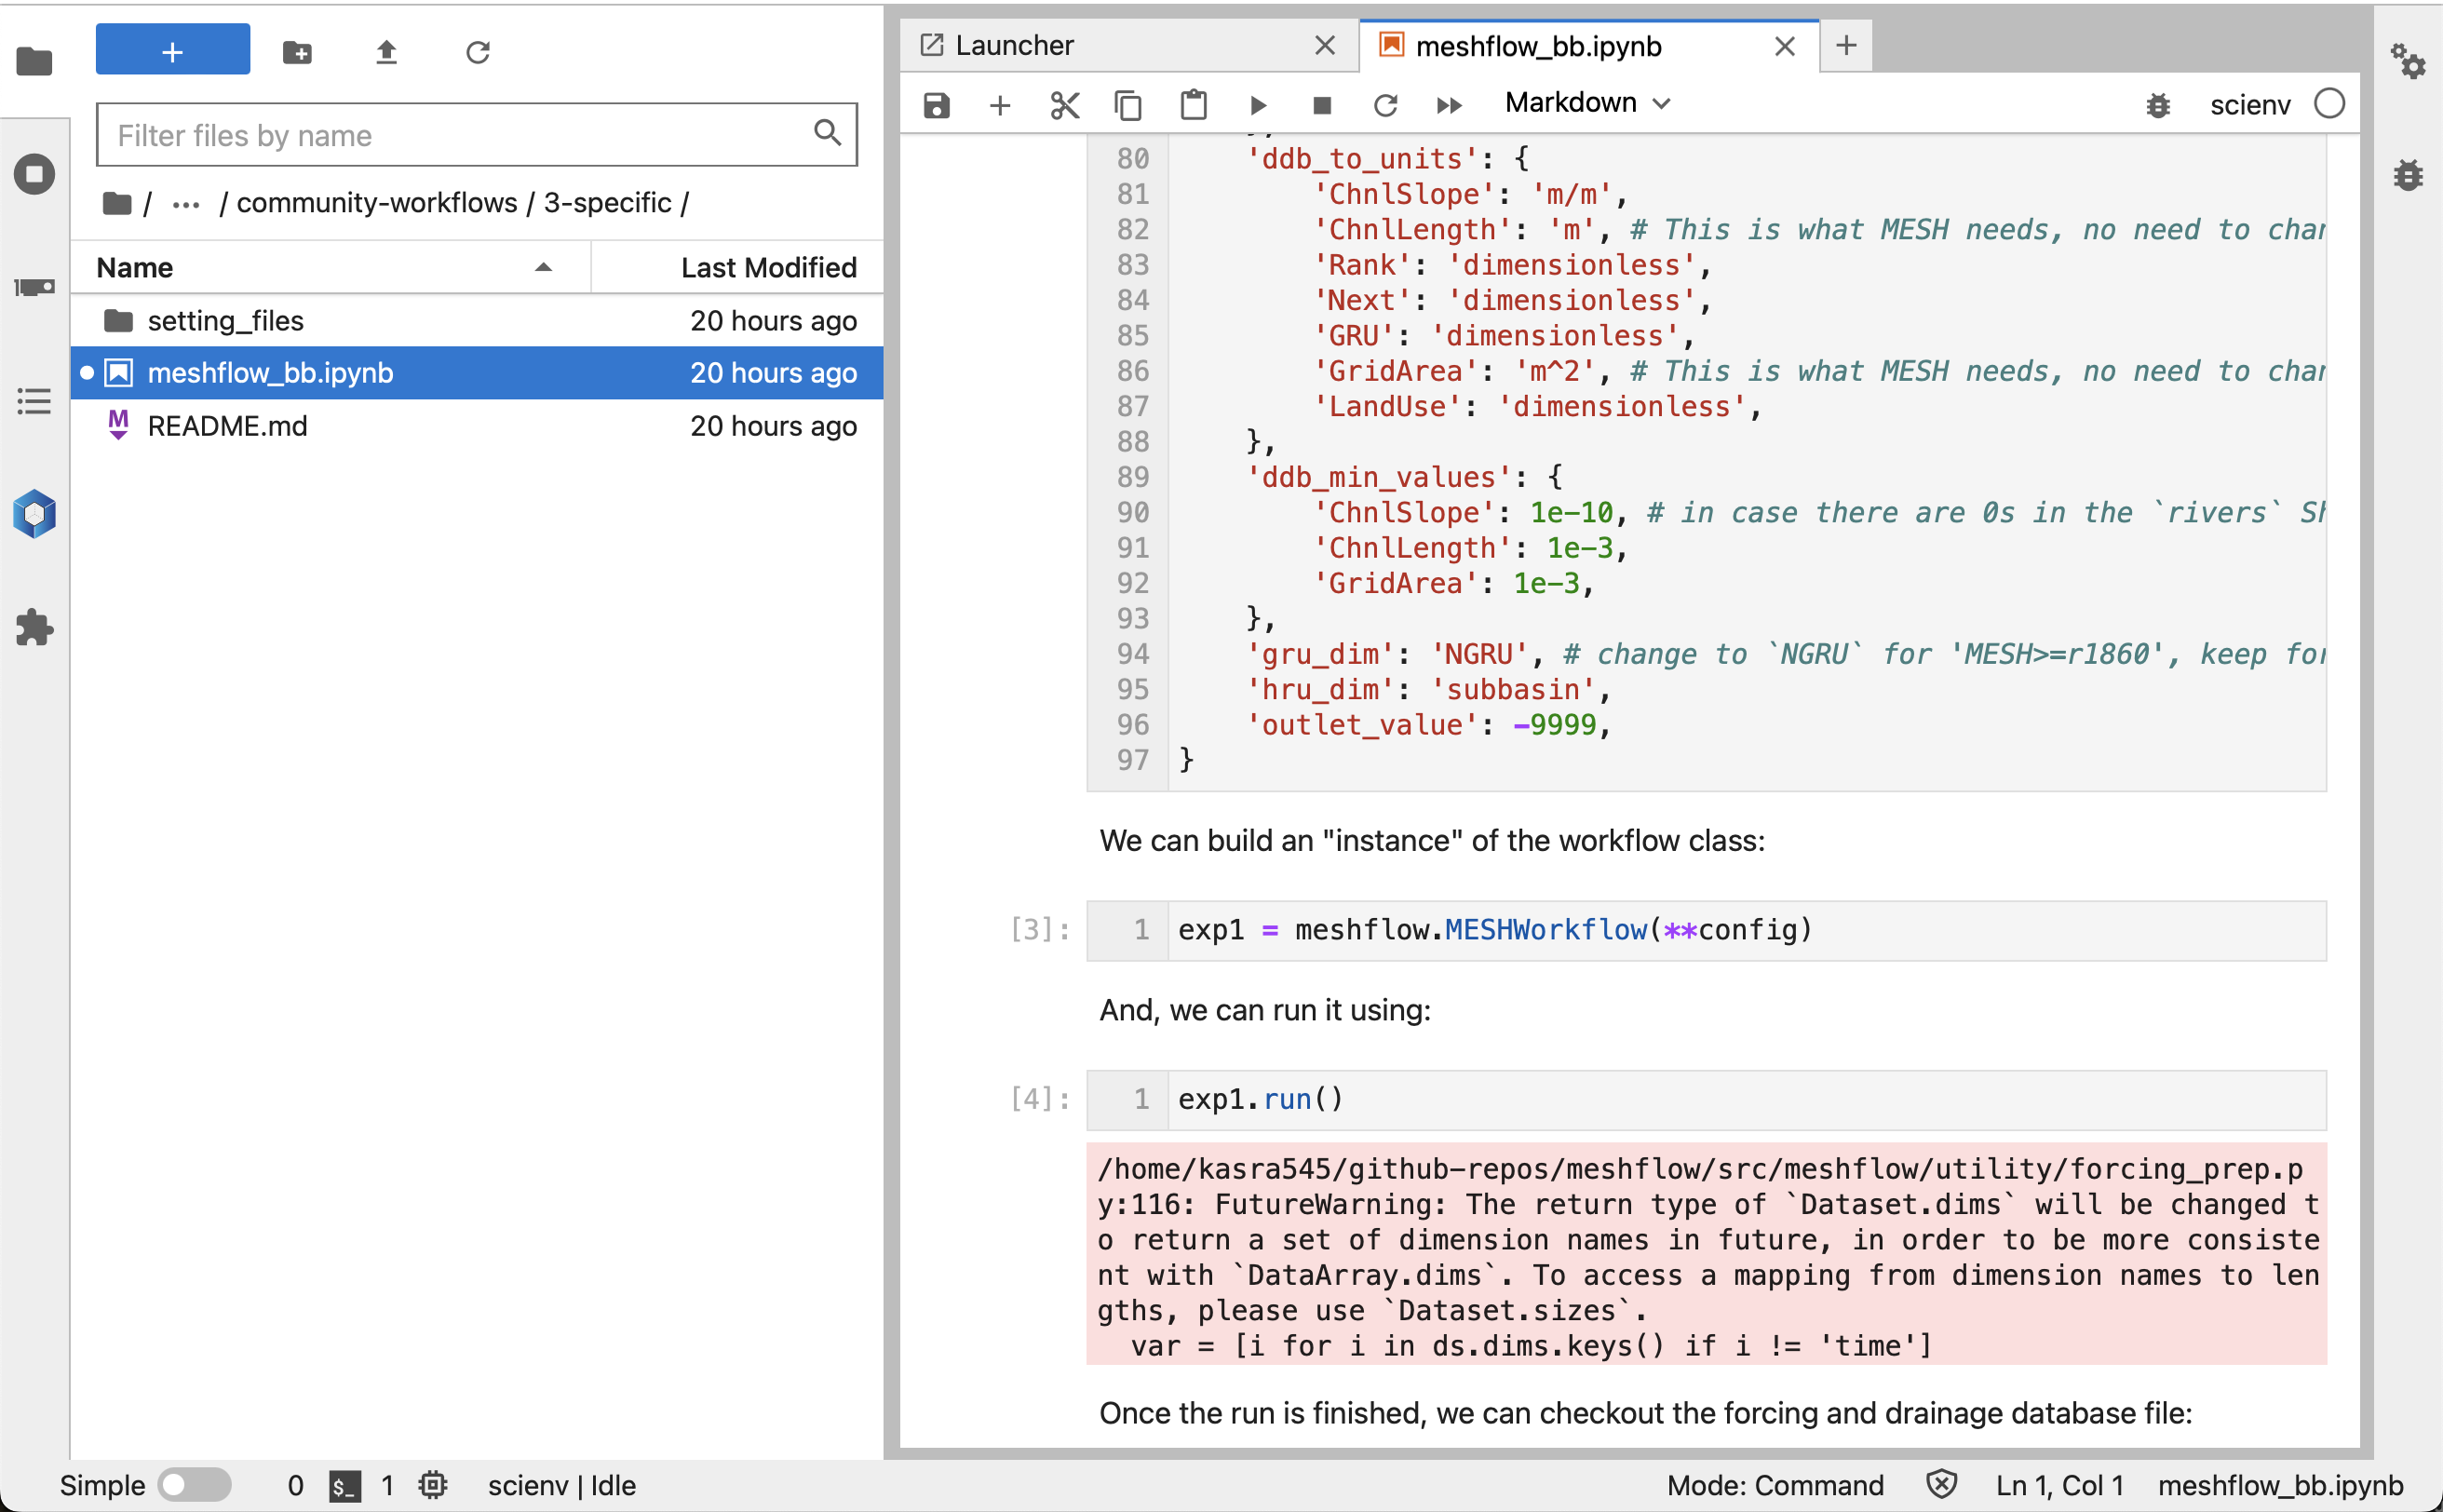 +
Filter files by name
/ ... / community-workflows / 3-specific /
Name Last Modified
setting_files 20 hours ago
meshflow_bb.ipynb 20 hours ago
README.md 20 hours ago
Launcher
meshflow_bb.ipynb
Markdown
scienv
80 'ddb_to_units': {
81 'ChnlSlope': 'm/m',
82 'ChnlLength': 'm', # This is what MESH needs, no need to
83 'Rank': 'dimensionless',
84 'Next': 'dimensionless',
85 'GRU': 'dimensionless',
86 'GridArea': 'm^2', # This is what MESH needs, no need to
87 'LandUse': 'dimensionless',
88 },
89 'ddb_min_values': {
90 'ChnlSlope': 1e-10, # in case there are 0s in the `rivers`
91 'ChnlLength': 1e-3,
92 'GridArea': 1e-3,
93 },
94 'gru_dim': 'NGRU', # change to `NGRU` for 'MESH>=r1860', keep for
95 'hru_dim': 'subbasin',
96 'outlet_value': -9999,
97 }
We can build an "instance" of the workflow class:
[3]: 1 exp1 = meshflow.MESHWorkflow(**config)
And, we can run it using:
[4]: 1 exp1.run()
/home/kasra545/github-repos/meshflow/src/meshflow/utility/forcing_prep.p
y:116: FutureWarning: The return type of `Dataset.dims` will be changed t
o return a set of dimension names in future, in order to be more consiste
nt with `DataArray.dims`. To access a mapping from dimension names to len
gths, please use `Dataset.sizes`.
var = [i for i in ds.dims.keys() if i != 'time']
Once the run is finished, we can checkout the forcing and drainage database file:
Simple 0 $_ 1 scienv | Idle Mode: Command Ln 1, Col 1 meshflow_bb.ipynb